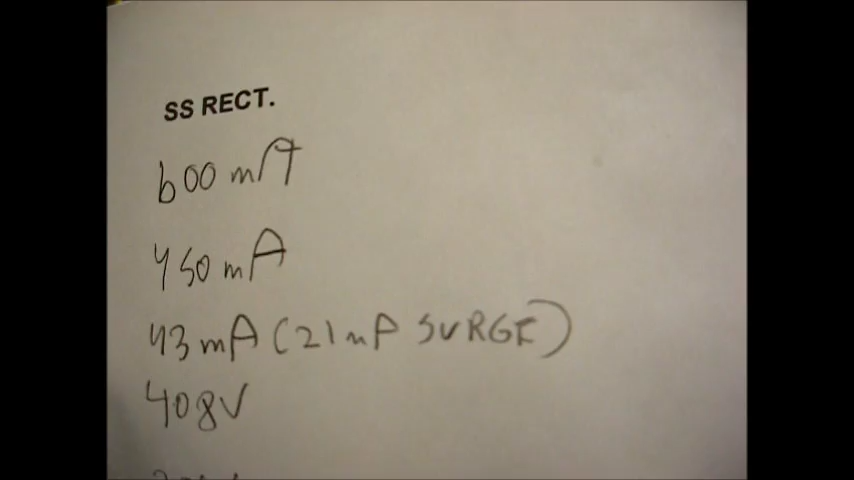 SS RECT.
600 mA
450 mA
43 mA (21 mA SURGE)
408V